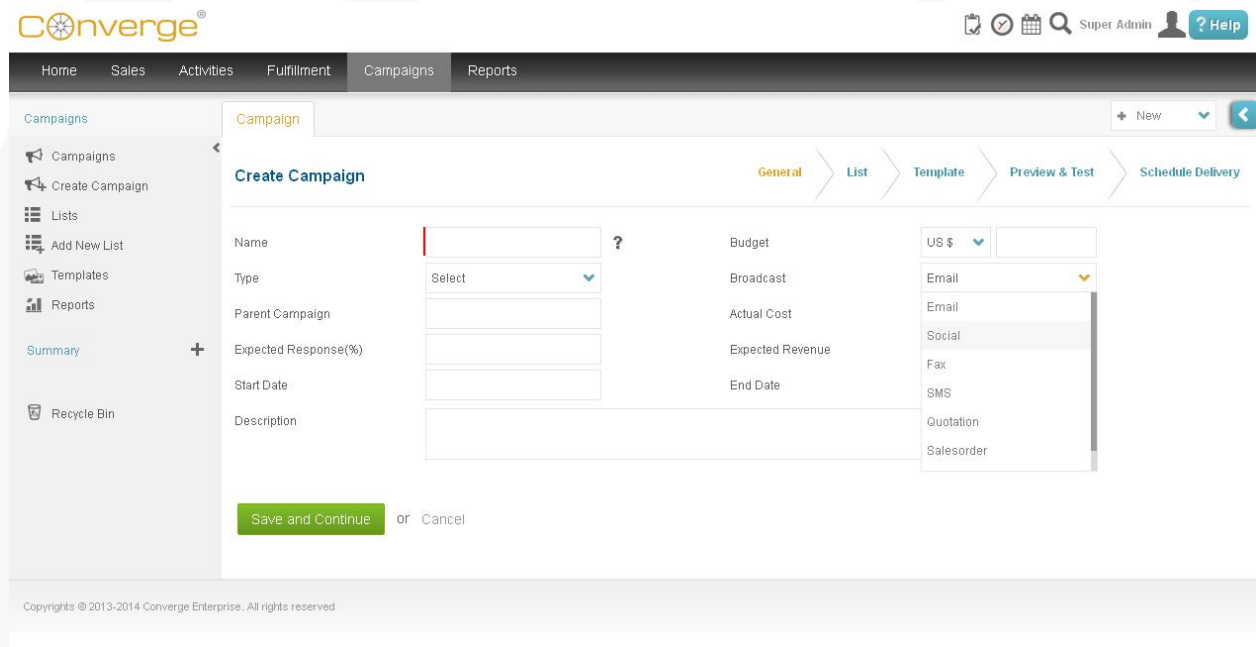 Converge®
Super Admin
? Help
Home Sales Activities Fulfillment Campaigns Reports
Campaigns
Campaign
+ New
Campaigns
Create Campaign
Lists
Add New List
Templates
Reports
Summary +
Recycle Bin
Create Campaign
General List Template Preview & Test Schedule Delivery
Name ? Budget US $
Type Select Broadcast Email
Parent Campaign Actual Cost
Expected Response(%) Expected Revenue
Start Date End Date
Description
Email
Social
Fax
SMS
Quotation
Salesorder
Save and Continue or Cancel
Copyrights © 2013-2014 Converge Enterprise. All rights reserved